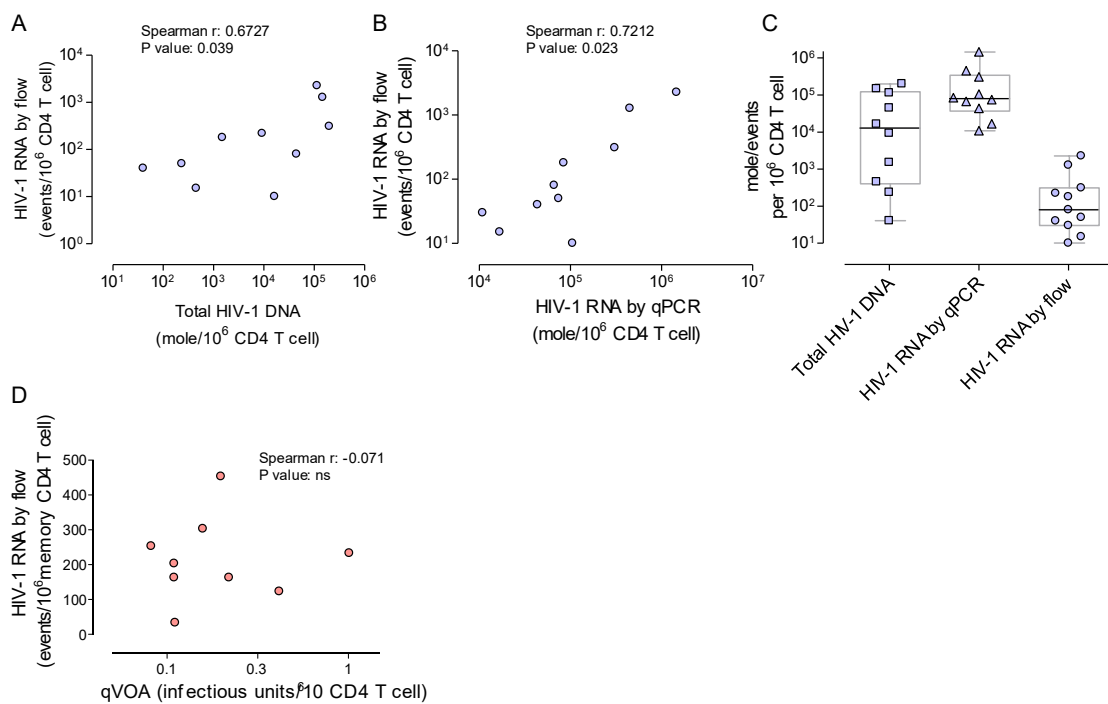 A
Spearman r: 0.6727
P value: 0.039
HIV-1 RNA by flow
(events/10⁶ CD4 T cell)
10⁴
10³
10²
10¹
10⁰
10¹ 10² 10³ 10⁴ 10⁵ 10⁶
Total HIV-1 DNA
(mole/10⁶ CD4 T cell)
B
Spearman r: 0.7212
P value: 0.023
HIV-1 RNA by flow
(events/10⁶ CD4 T cell)
10⁴
10³
10²
10¹
10⁴ 10⁵ 10⁶ 10⁷
HIV-1 RNA by qPCR
(mole/10⁶ CD4 T cell)
C
mole/events
per 10⁶ CD4 T cell
10⁶
10⁵
10⁴
10³
10²
10¹
Total HIV-1 DNA
HIV-1 RNA by qPCR
HIV-1 RNA by flow
D
Spearman r: -0.071
P value: ns
HIV-1 RNA by flow
(events/10⁶memory CD4 T cell)
500
400
300
200
100
0
0.1 0.3 1
qVOA (infectious units/⁶10 CD4 T cell)